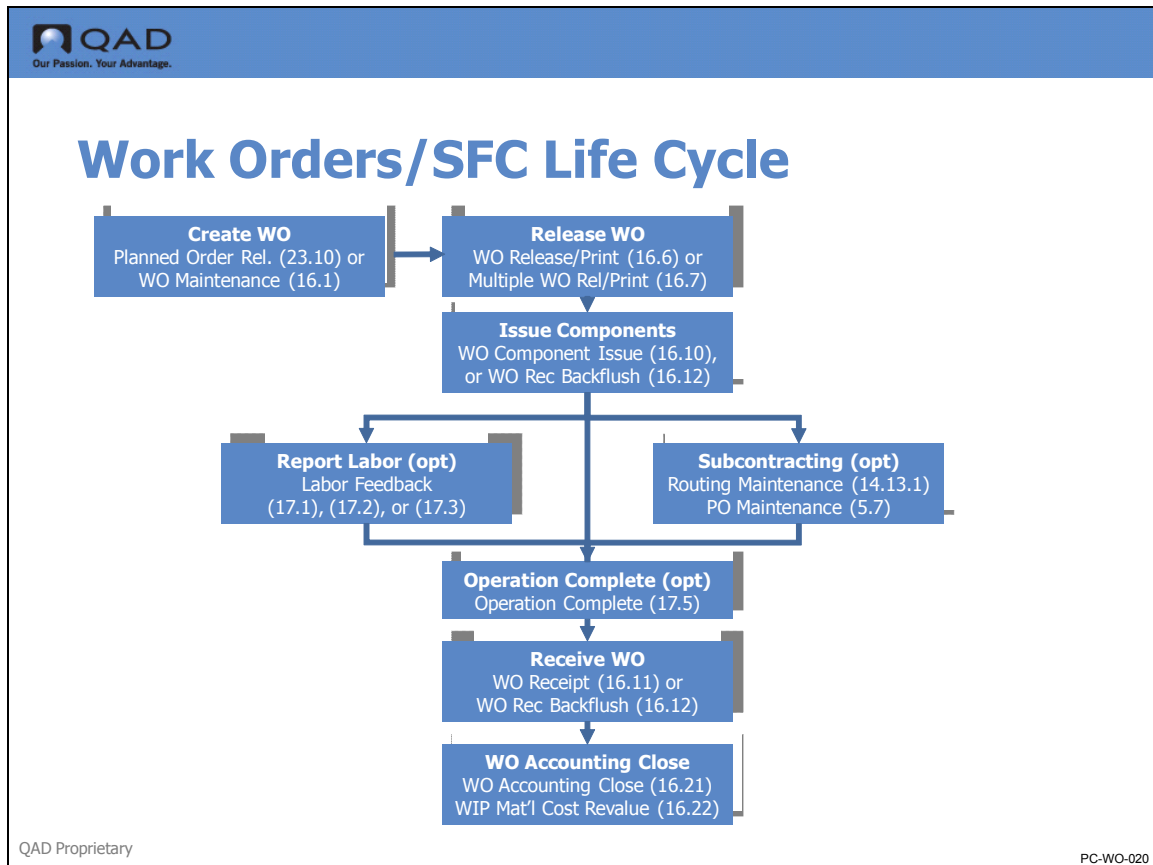 QAD
Our Passion. Your Advantage.
Work Orders/SFC Life Cycle
Create WO
Planned Order Rel. (23.10) or
WO Maintenance (16.1)
Release WO
WO Release/Print (16.6) or
Multiple WO Rel/Print (16.7)
Issue Components
WO Component Issue (16.10),
or WO Rec Backflush (16.12)
Report Labor (opt)
Labor Feedback
(17.1), (17.2), or (17.3)
Subcontracting (opt)
Routing Maintenance (14.13.1)
PO Maintenance (5.7)
Operation Complete (opt)
Operation Complete (17.5)
Receive WO
WO Receipt (16.11) or
WO Rec Backflush (16.12)
WO Accounting Close
WO Accounting Close (16.21)
WIP Mat’l Cost Revalue (16.22)
QAD Proprietary
PC-WO-020